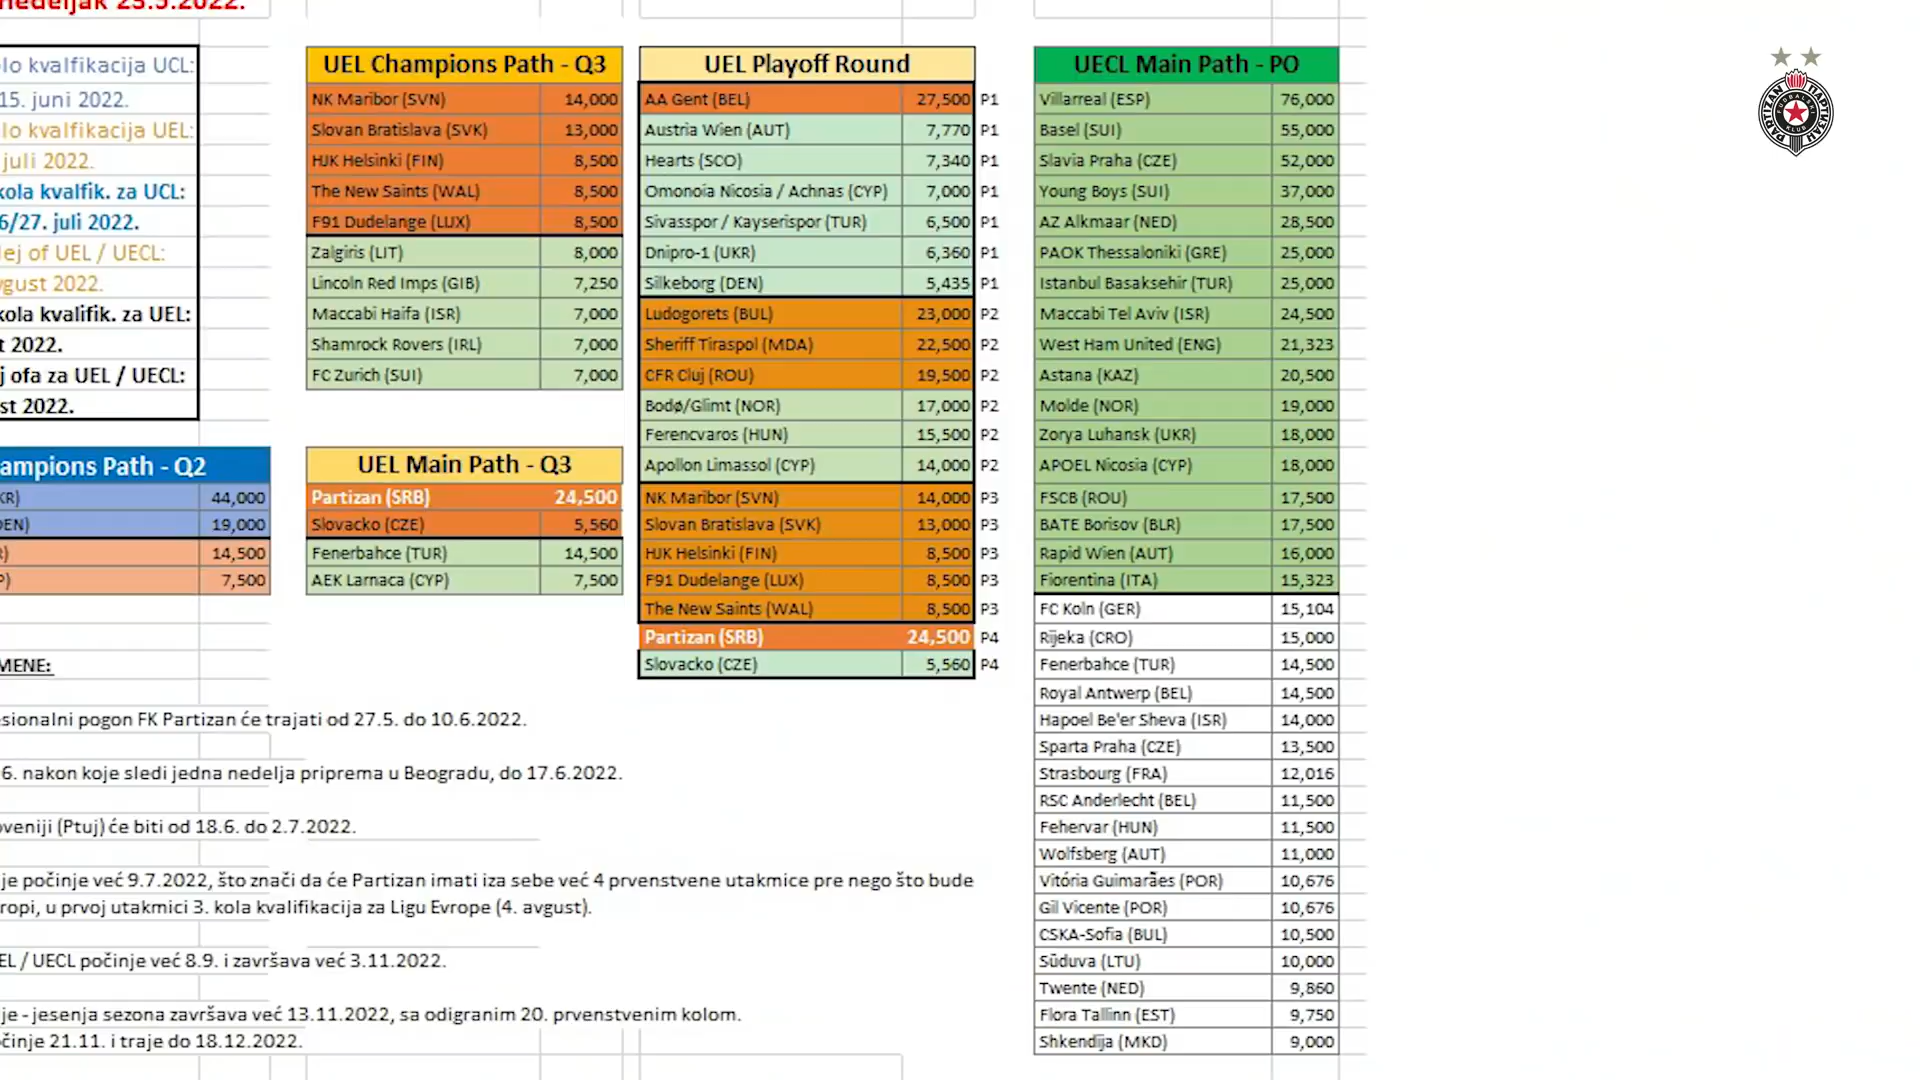 nedeljak 23.5.2022.
lo kvalfikacija UCL:
15. juni 2022.
lo kvalfikacija UEL:
juli 2022.
kola kvalfik. za UCL:
6/27. juli 2022.
lej of UEL / UECL:
vgust 2022.
kola kvalifik. za UEL:
t 2022.
j ofa za UEL / UECL:
st 2022.
ampions Path - Q2
KR) 44,000
DEN) 19,000
R) 14,500
P) 7,500
UEL Champions Path - Q3
NK Maribor (SVN) 14,000
Slovan Bratislava (SVK) 13,000
HJK Helsinki (FIN) 8,500
The New Saints (WAL) 8,500
F91 Dudelange (LUX) 8,500
Zalgiris (LIT) 8,000
Lincoln Red Imps (GIB) 7,250
Maccabi Haifa (ISR) 7,000
Shamrock Rovers (IRL) 7,000
FC Zurich (SUI) 7,000
UEL Main Path - Q3
Partizan (SRB) 24,500
Slovacko (CZE) 5,560
Fenerbahce (TUR) 14,500
AEK Larnaca (CYP) 7,500
UEL Playoff Round
AA Gent (BEL) 27,500 P1
Austria Wien (AUT) 7,770 P1
Hearts (SCO) 7,340 P1
Omonoia Nicosia / Achnas (CYP) 7,000 P1
Sivasspor / Kayserispor (TUR) 6,500 P1
Dnipro-1 (UKR) 6,360 P1
Silkeborg (DEN) 5,435 P1
Ludogorets (BUL) 23,000 P2
Sheriff Tiraspol (MDA) 22,500 P2
CFR Cluj (ROU) 19,500 P2
Bodø/Glimt (NOR) 17,000 P2
Ferencvaros (HUN) 15,500 P2
Apollon Limassol (CYP) 14,000 P2
NK Maribor (SVN) 14,000 P3
Slovan Bratislava (SVK) 13,000 P3
HJK Helsinki (FIN) 8,500 P3
F91 Dudelange (LUX) 8,500 P3
The New Saints (WAL) 8,500 P3
Partizan (SRB) 24,500 P4
Slovacko (CZE) 5,560 P4
UECL Main Path - PO
Villarreal (ESP) 76,000
Basel (SUI) 55,000
Slavia Praha (CZE) 52,000
Young Boys (SUI) 37,000
AZ Alkmaar (NED) 28,500
PAOK Thessaloniki (GRE) 25,000
Istanbul Basaksehir (TUR) 25,000
Maccabi Tel Aviv (ISR) 24,500
West Ham United (ENG) 21,323
Astana (KAZ) 20,500
Molde (NOR) 19,000
Zorya Luhansk (UKR) 18,000
APOEL Nicosia (CYP) 18,000
FSCB (ROU) 17,500
BATE Borisov (BLR) 17,500
Rapid Wien (AUT) 16,000
Fiorentina (ITA) 15,323
FC Koln (GER) 15,104
Rijeka (CRO) 15,000
Fenerbahce (TUR) 14,500
Royal Antwerp (BEL) 14,500
Hapoel Be'er Sheva (ISR) 14,000
Sparta Praha (CZE) 13,500
Strasbourg (FRA) 12,016
RSC Anderlecht (BEL) 11,500
Fehervar (HUN) 11,500
Wolfsberg (AUT) 11,000
Vitória Guimarães (POR) 10,676
Gil Vicente (POR) 10,676
CSKA-Sofia (BUL) 10,500
Sūduva (LTU) 10,000
Twente (NED) 9,860
Flora Tallinn (EST) 9,750
Shkendija (MKD) 9,000
MENE:
esionalni pogon FK Partizan će trajati od 27.5. do 10.6.2022.
6. nakon koje sledi jedna nedelja priprema u Beogradu, do 17.6.2022.
oveniji (Ptuj) će biti od 18.6. do 2.7.2022.
je počinje već 9.7.2022, što znači da će Partizan imati iza sebe već 4 prvenstvene utakmice pre nego što bude
ropi, u prvoj utakmici 3. kola kvalifikacija za Ligu Evrope (4. avgust).
EL / UECL počinje već 8.9. i završava već 3.11.2022.
je - jesenja sezona završava već 13.11.2022, sa odigranim 20. prvenstvenim kolom.
činje 21.11. i traje do 18.12.2022.
PARTIZAN ПАРТИЗАН
FUDBALSKI
KLUB